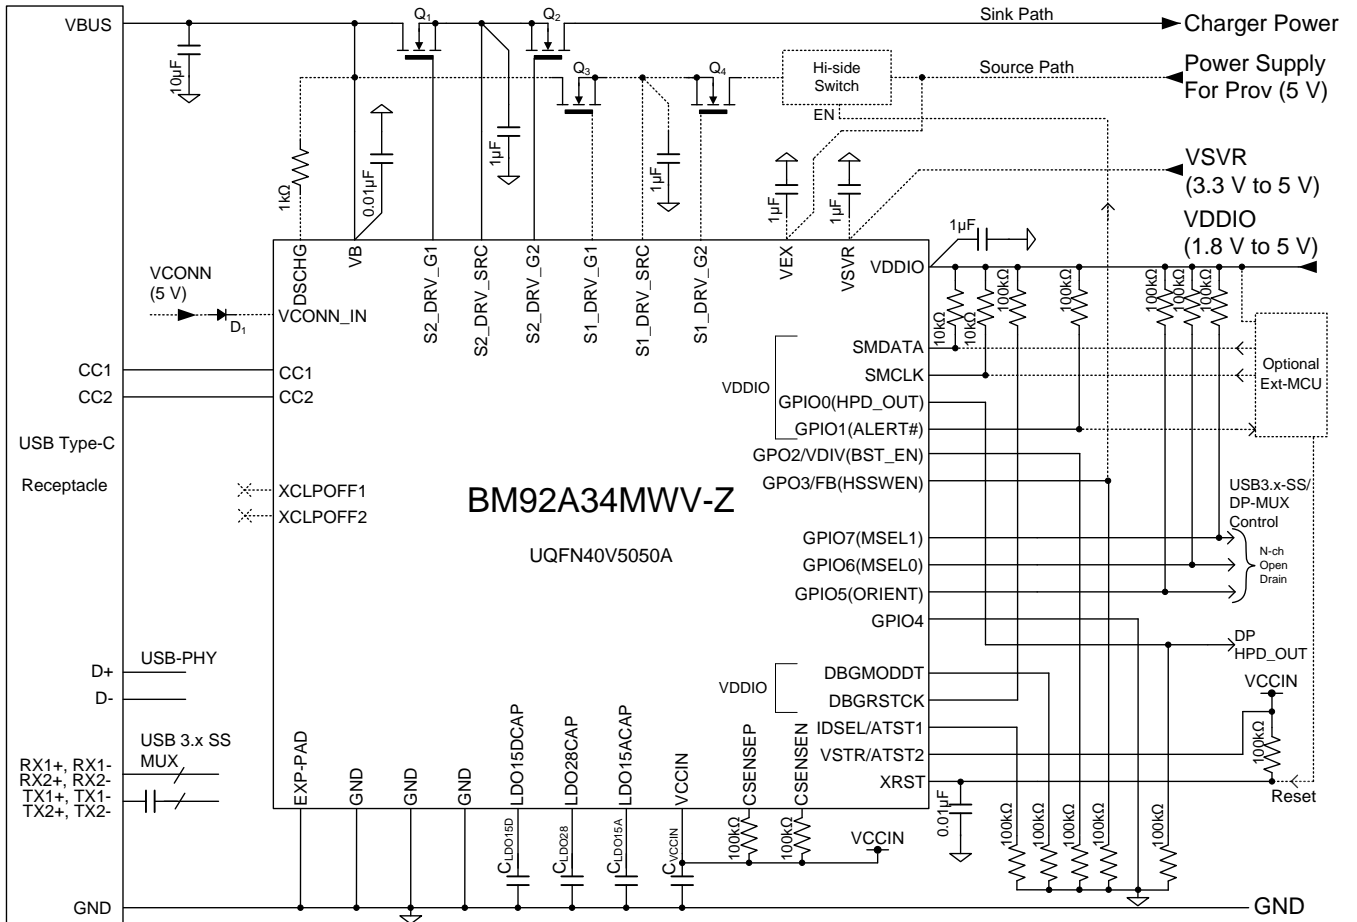 VBUS
10µF
Q1
Q2
Sink Path
Charger Power
Q3
Q4
Hi-side
Switch
EN
Source Path
Power Supply
For Prov (5 V)
1kΩ
0.01µF
1µF
1µF
1µF
1µF
VSVR
(3.3 V to 5 V)
VDDIO
(1.8 V to 5 V)
1µF
VCONN
(5 V)
D1
DSCHG
VB
S2_DRV_G1
S2_DRV_SRC
S2_DRV_G2
S1_DRV_G1
S1_DRV_SRC
S1_DRV_G2
VEX
VSVR
VDDIO
VCONN_IN
10kΩ
10kΩ
100kΩ
100kΩ
100kΩ
100kΩ
100kΩ
CC1
CC2
CC1
CC2
VDDIO
SMDATA
SMCLK
GPIO0(HPD_OUT)
GPIO1(ALERT#)
GPO2/VDIV(BST_EN)
GPO3/FB(HSSWEN)
Optional
Ext-MCU
USB Type-C
Receptacle
XCLPOFF1
XCLPOFF2
BM92A34MWV-Z
UQFN40V5050A
GPIO7(MSEL1)
GPIO6(MSEL0)
GPIO5(ORIENT)
GPIO4
USB3.x-SS/
DP-MUX
Control
N-ch
Open
Drain
DP
HPD_OUT
D+
D-
USB-PHY
VDDIO
DBGMODDT
DBGRSTCK
IDSEL/ATST1
VSTR/ATST2
XRST
VCCIN
100kΩ
Reset
RX1+, RX1-
RX2+, RX2-
TX1+, TX1-
TX2+, TX2-
USB 3.x SS
MUX
EXP-PAD
GND
GND
GND
LDO15DCAP
LDO28CAP
LDO15ACAP
VCCIN
CSENSEP
CSENSEN
CLDO15D
CLDO28
CLDO15A
CVCCIN
100kΩ
100kΩ
VCCIN
0.01µF
100kΩ
100kΩ
100kΩ
100kΩ
100kΩ
GND
GND